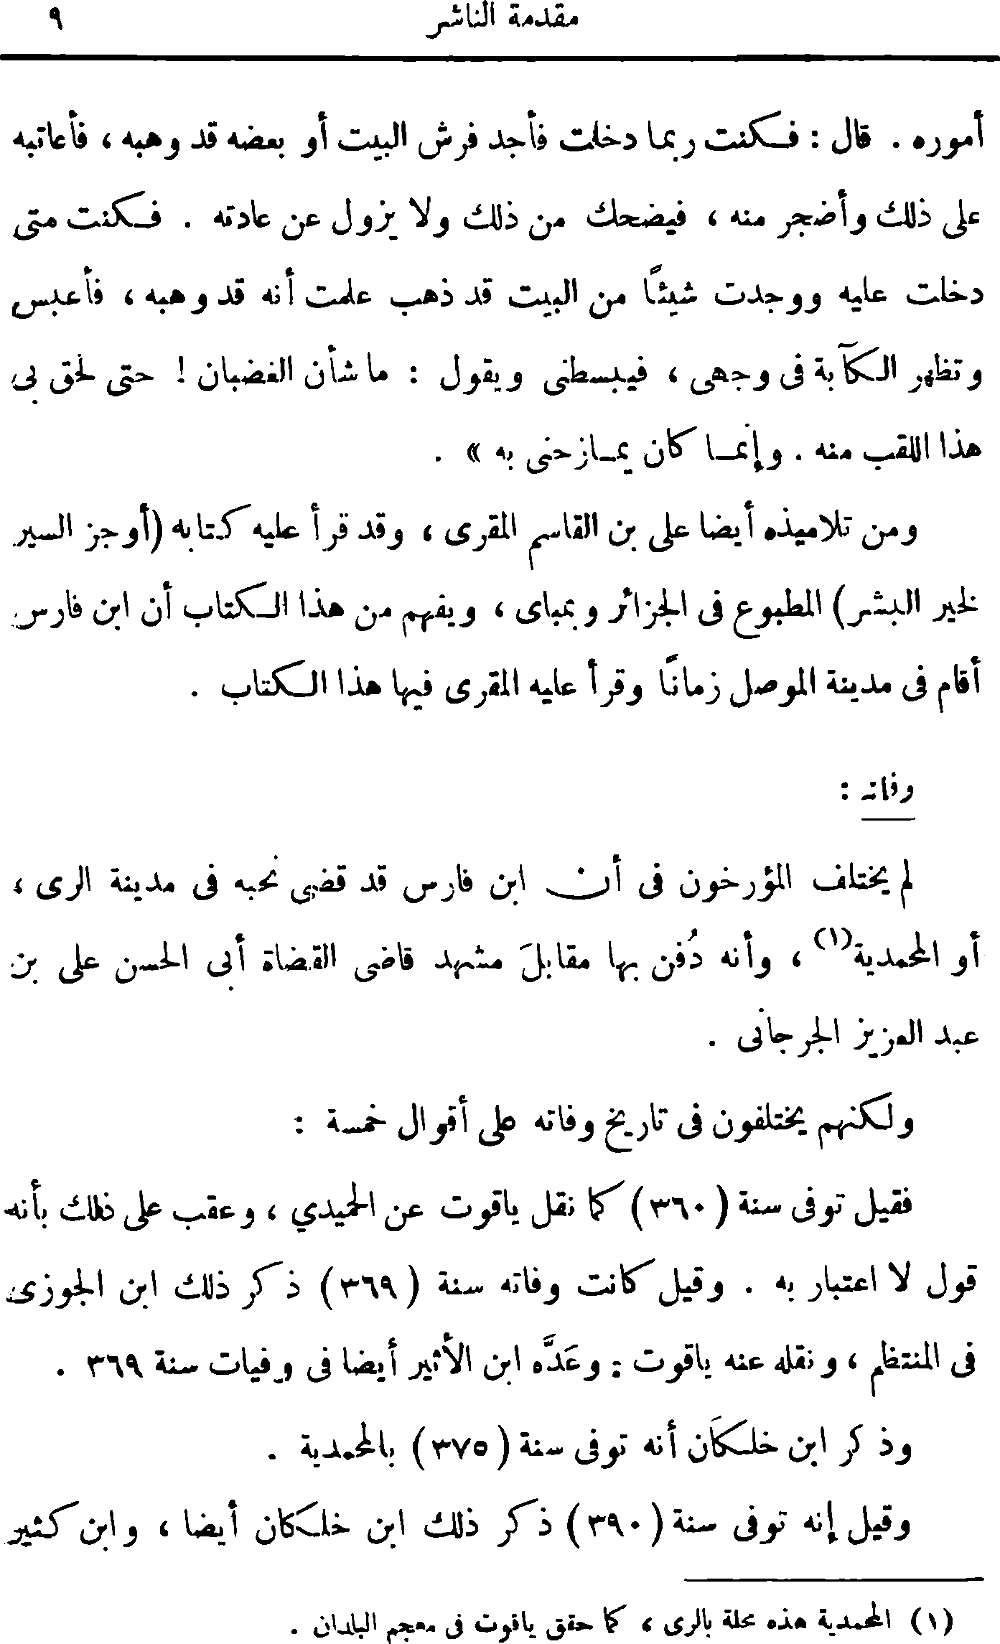 مقدمة الناشر ٩
أموره . قال : فكنت ربما دخلت فأجد فرش البيت أو بعضه قد وهبه ، فأعاتبه
على ذلك وأضجر منه ، فيضحك من ذلك ولا يزول عن عادته . فكنت متى
دخلت عليه ووجدت شيئًا من البيت قد ذهب علمت أنه قد وهبه ، فأعبس
وتظهر الكآبة فى وجهى ، فيبسطنى ويقول : ما شأن الغضبان ! حتى لحق بى
هذا اللقب منه . وإنما كان يمازحنى به » .
ومن تلاميذه أيضا على بن القاسم المقرى ، وقد قرأ عليه كتابه (أوجز السير
لخير البشر) المطبوع فى الجزائر وبمباى ، ويفهم من هذا الكتاب أن ابن فارس
أقام فى مدينة الموصل زمانًا وقرأ عليه المقرى فيها هذا الكتاب .
وفاته :
لم يختلف المؤرخون فى أن ابن فارس قد قضى نحبه فى مدينة الرى ،
أو المحمدية(١) ، وأنه دُفن بها مقابلَ مشهد قاضى القضاة أبى الحسن على بن
عبد العزيز الجرجانى .
ولكنهم يختلفون فى تاريخ وفاته على أقوال خمسة :
فقيل توفى سنة (٣٦٠) كما نقل ياقوت عن الحميدي ، وعقب على ذلك بأنه
قول لا اعتبار به . وقيل كانت وفاته سنة (٣٦٩) ذكر ذلك ابن الجوزى
فى المنتظم ، ونقله عنه ياقوت : وعَدَّه ابن الأثير أيضا فى وفيات سنة ٣٦٩ .
وذكر ابن خلكان أنه توفى سنة (٣٧٥) بالمحمدية .
وقيل إنه توفى سنة (٣٩٠) ذكر ذلك ابن خلكان أيضا ، وابن كثير
(١) المحمدية هذه محلة بالرى ، كما حقق ياقوت فى معجم البلدان .